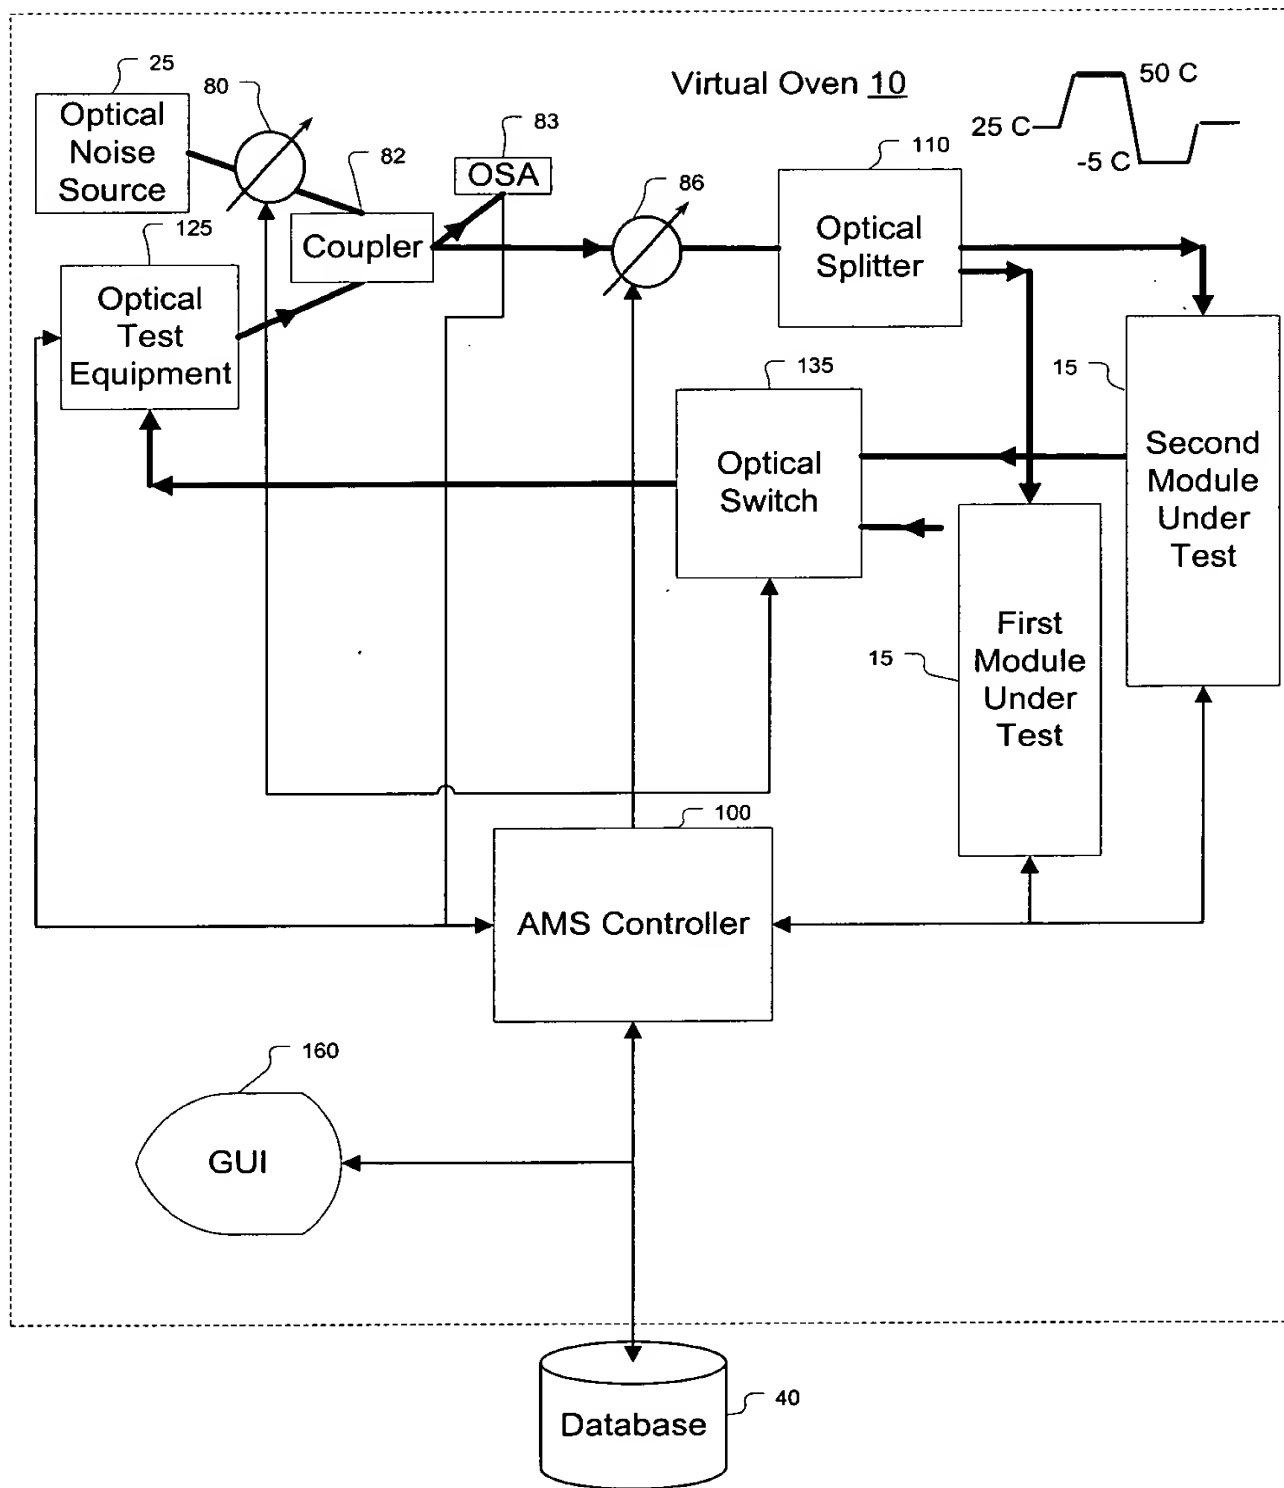 25
Optical
Noise
Source
80
82
83
OSA
Virtual Oven 10
50 C
25 C
-5 C
125
Coupler
86
110
Optical
Splitter
Optical
Test
Equipment
135
Optical
Switch
15
Second
Module
Under
Test
15
First
Module
Under
Test
100
AMS Controller
160
GUI
Database
40